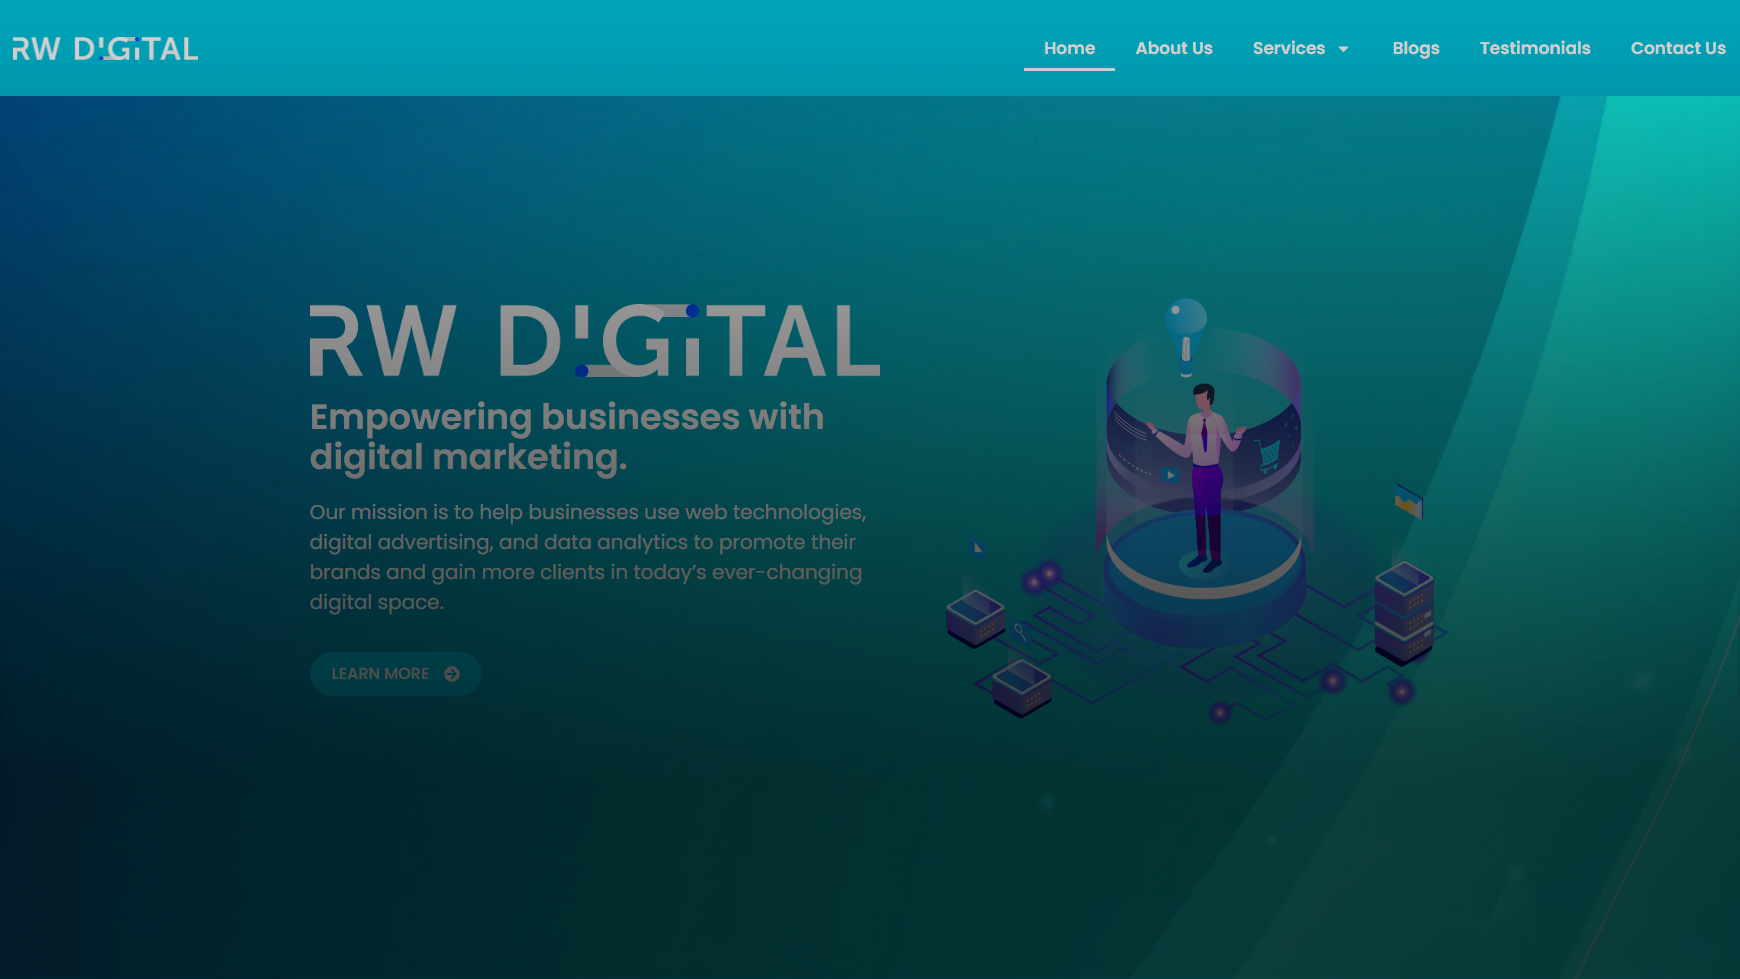 RW DIGITAL
Home
About Us
Services
Blogs
Testimonials
Contact Us
RW DIGITAL
Empowering businesses with
digital marketing.
Our mission is to help businesses use web technologies,
digital advertising, and data analytics to promote their
brands and gain more clients in today’s ever-changing
digital space.
LEARN MORE